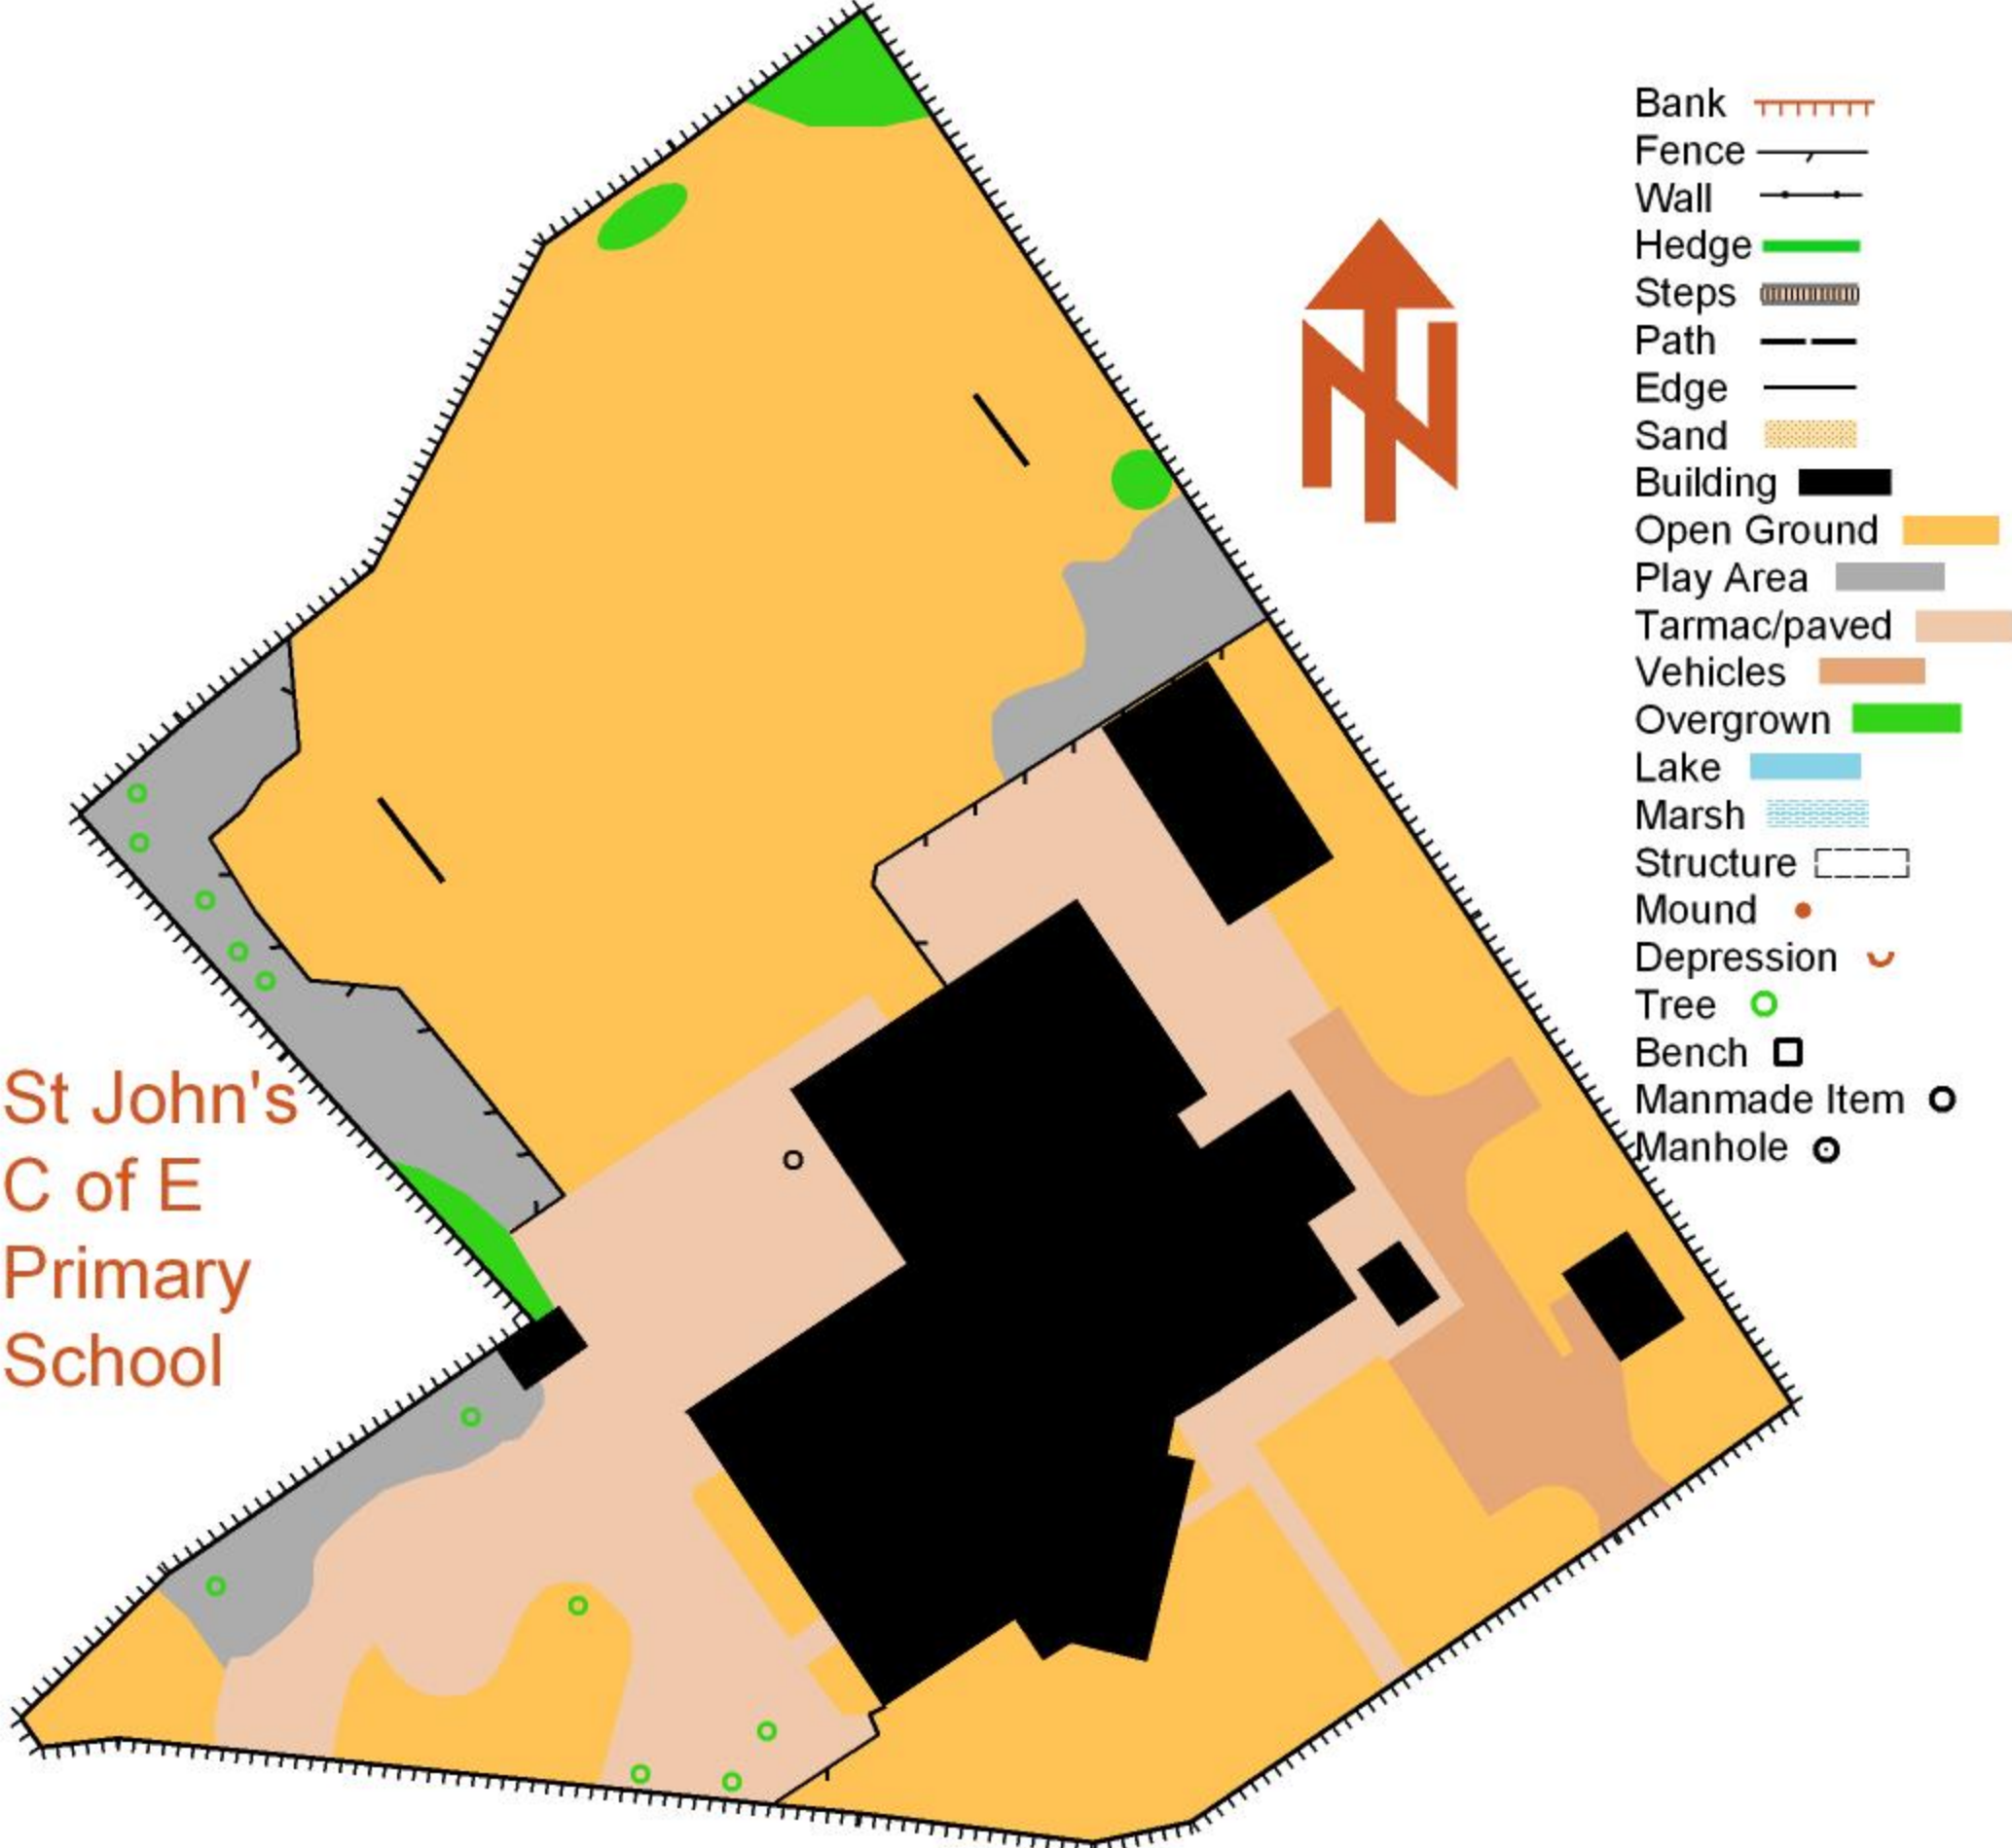 Bank
Fence
Wall
Hedge
Steps
Path
Edge
Sand
Building
Open Ground
Play Area
Tarmac/paved
Vehicles
Overgrown
Lake
Marsh
Structure
Mound
Depression
Tree
Bench
Manmade Item
Manhole
N
St John's
C of E
Primary
School